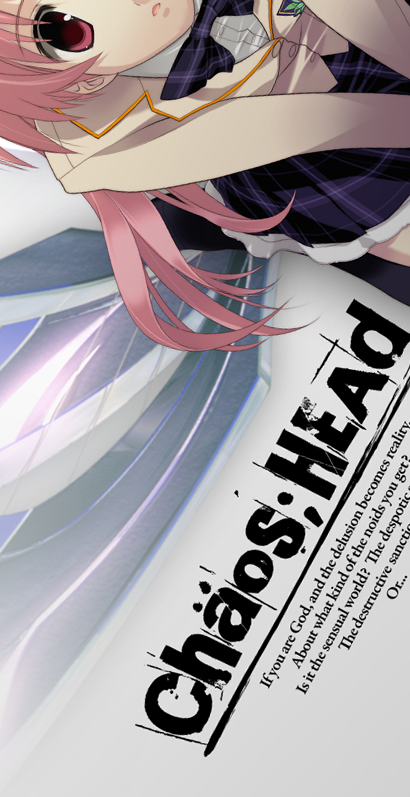 Chäos;HEAd
If you are God, and the delusion becomes reality.
About what kind of the noids you get?
Is it the sensual world? The despotic
The destructive sanction
Or...